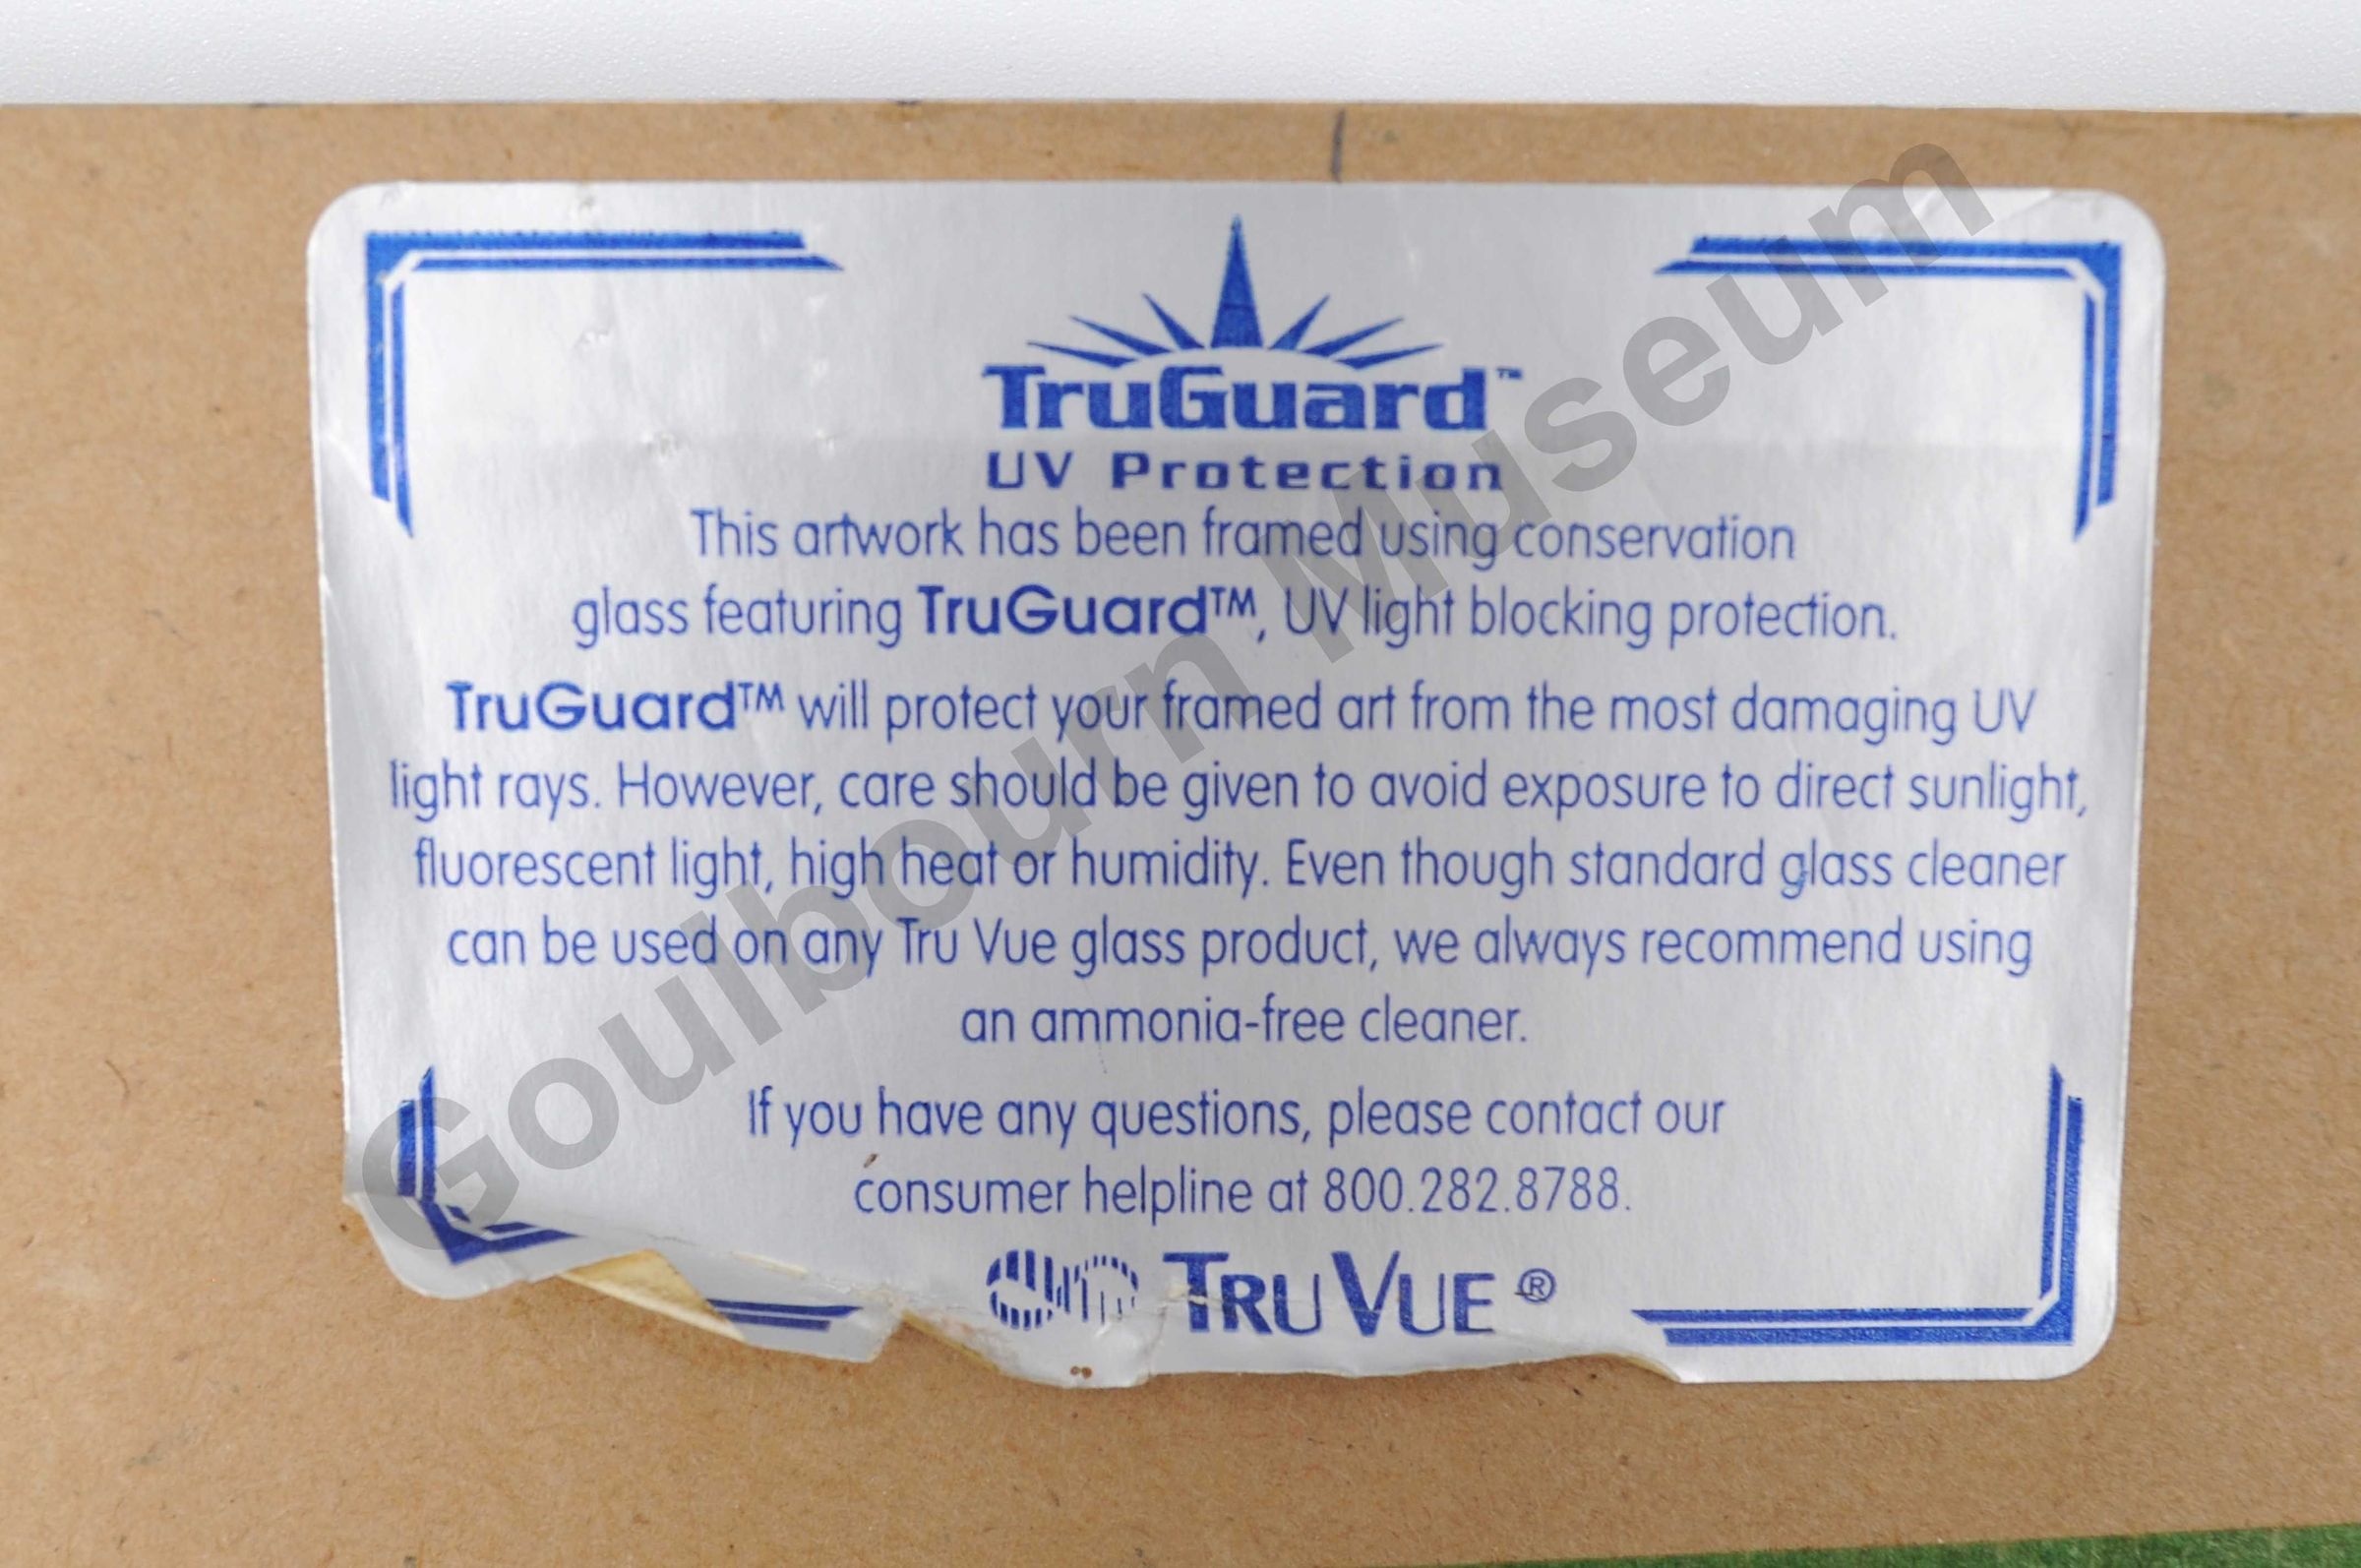 TruGuard™
UV Protection
This artwork has been framed using conservation
glass featuring TruGuard™, UV light blocking protection.
TruGuard™ will protect your framed art from the most damaging UV
light rays. However, care should be given to avoid exposure to direct sunlight,
fluorescent light, high heat or humidity. Even though standard glass cleaner
can be used on any Tru Vue glass product, we always recommend using
an ammonia-free cleaner.
If you have any questions, please contact our
consumer helpline at 800.282.8788.
TRU VUE ®
Goulbourn Museum